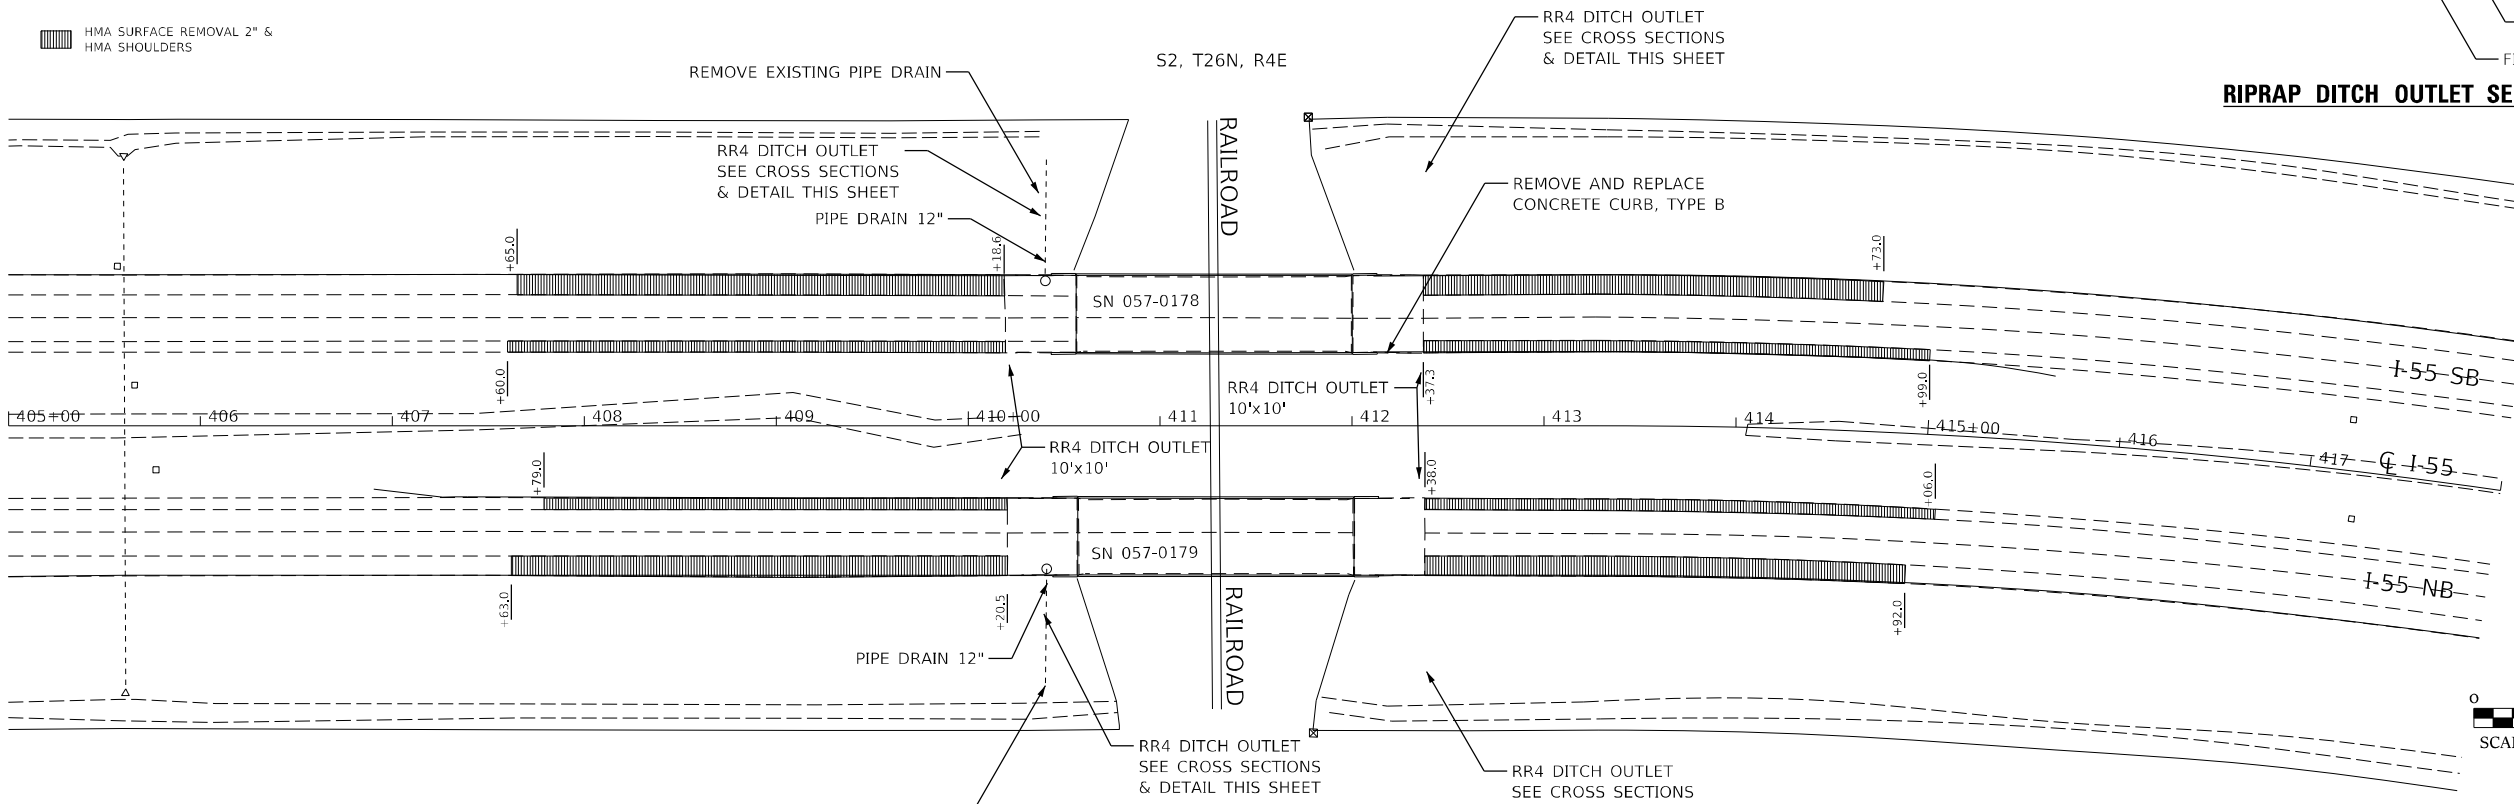 HMA SURFACE REMOVAL 2" &
HMA SHOULDERS
REMOVE EXISTING PIPE DRAIN
S2, T26N, R4E
RR4 DITCH OUTLET
SEE CROSS SECTIONS
& DETAIL THIS SHEET
RIPRAP DITCH OUTLET SE
RAILROAD
RR4 DITCH OUTLET
SEE CROSS SECTIONS
& DETAIL THIS SHEET
PIPE DRAIN 12"
REMOVE AND REPLACE
CONCRETE CURB, TYPE B
+65.0
+18.6
+73.0
SN 057-0178
+60.0
+37.3
+99.0
RR4 DITCH OUTLET
10'x10'
I-55 SB
405+00
406
407
408
409
410+00
411
412
413
414
415+00
416
417
℄ I-55
RR4 DITCH OUTLET
10'x10'
+79.0
+38.0
+06.0
SN 057-0179
I-55 NB
+63.0
+20.5
+92.0
RAILROAD
PIPE DRAIN 12"
RR4 DITCH OUTLET
SEE CROSS SECTIONS
& DETAIL THIS SHEET
RR4 DITCH OUTLET
SEE CROSS SECTIONS
0